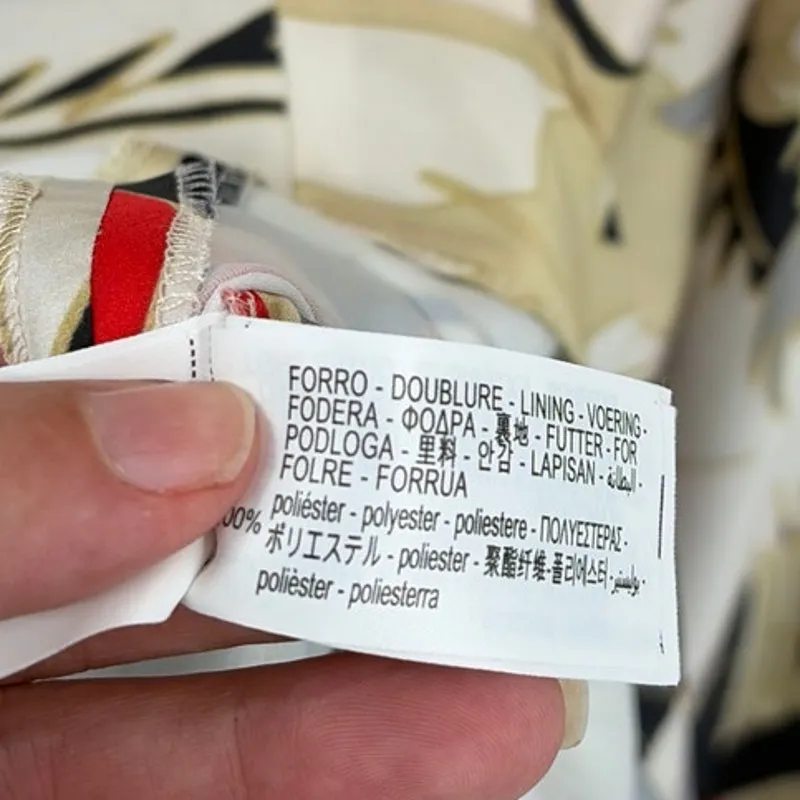 FORRO - DOUBLURE - LINING - VOERING -
FODERA - ΦΟΔΡΑ - 裏地 - FUTTER - FOR
PODLOGA - 里料 - 안감 - LAPISAN - البطانة -
FOLRE - FORRUA
poliéster - polyester - poliestere - ΠΟΛΥΕΣΤΕΡΑΣ -
00% ポリエステル - poliester - 聚酯纤维-폴리에스터 - بوليستر -
polièster - poliesterra